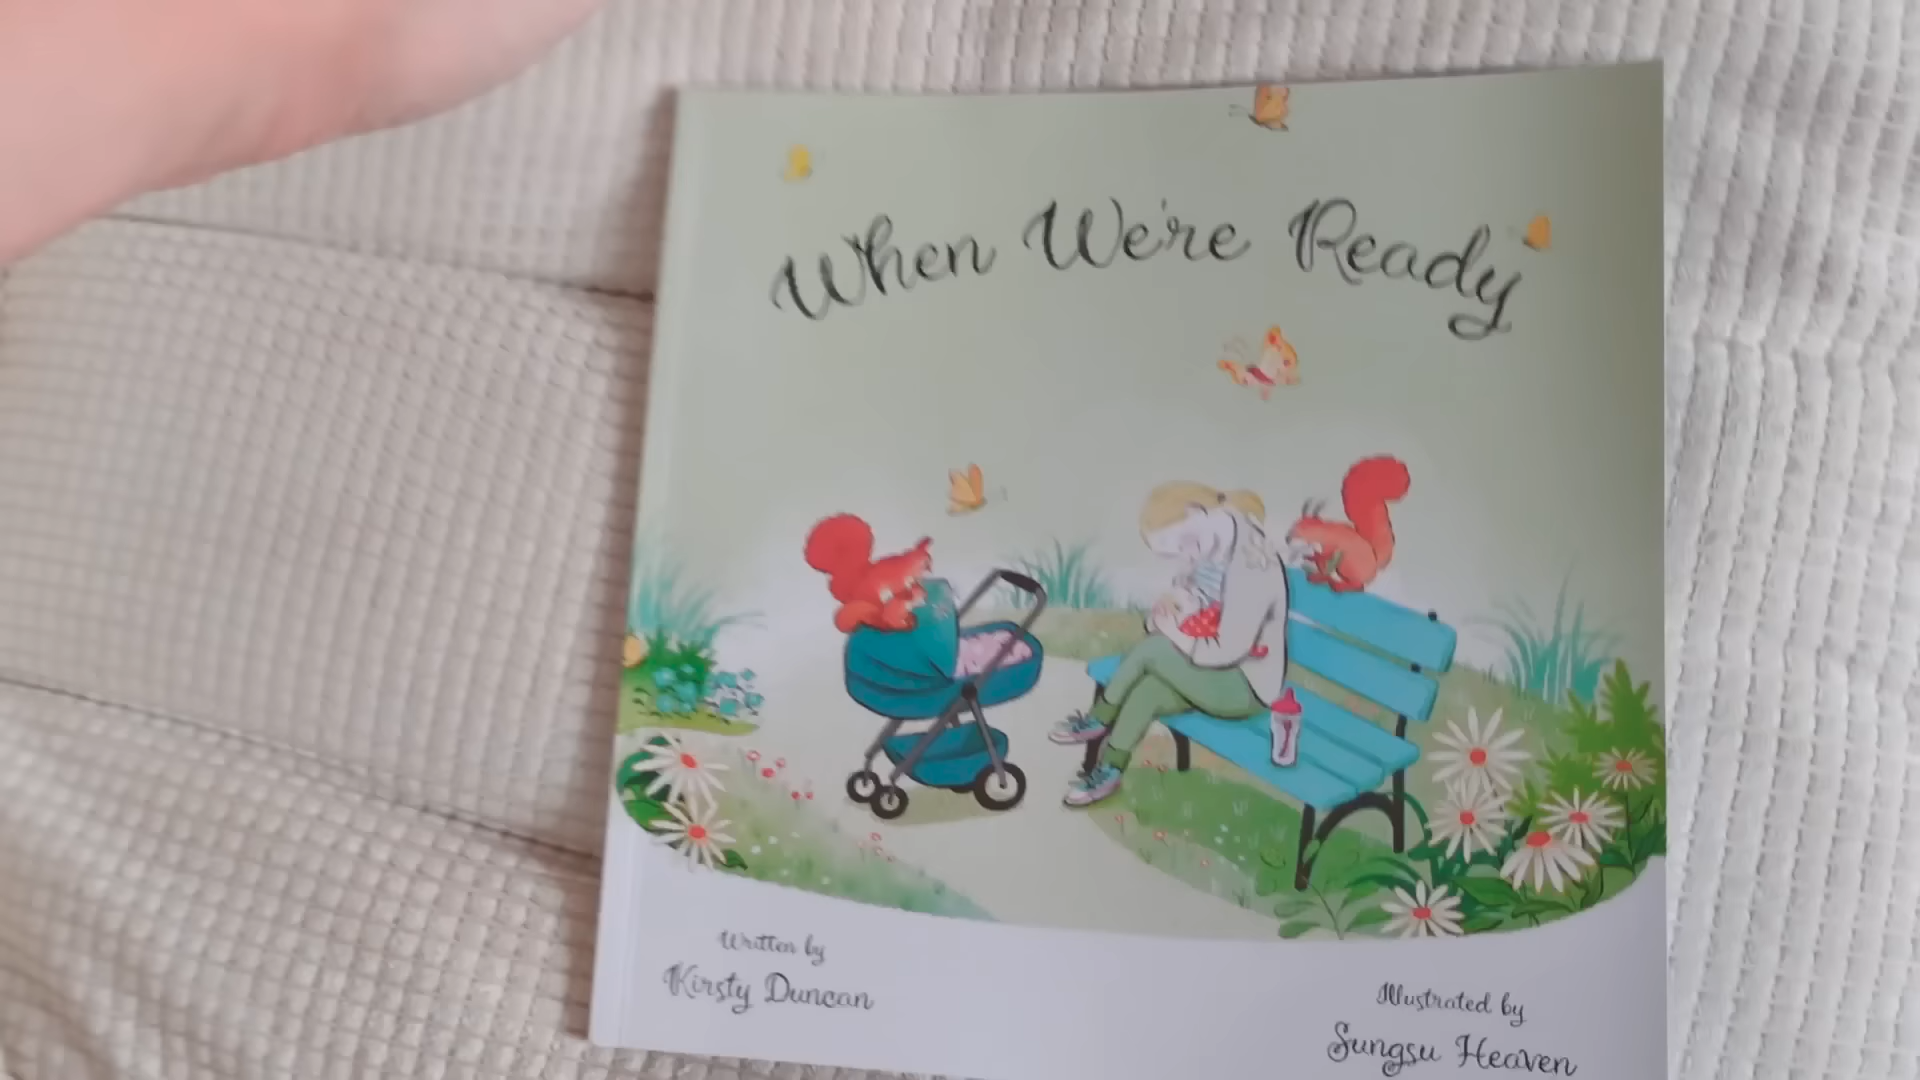 When We're Ready
Written by
Kirsty Duncan
Illustrated by
Sungsu Heaven